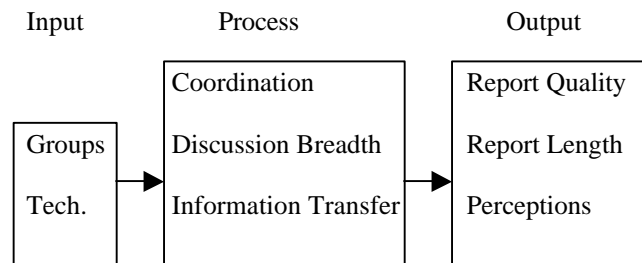 Input Process Output
Coordination Report Quality
Groups Discussion Breadth Report Length
Tech. Information Transfer Perceptions